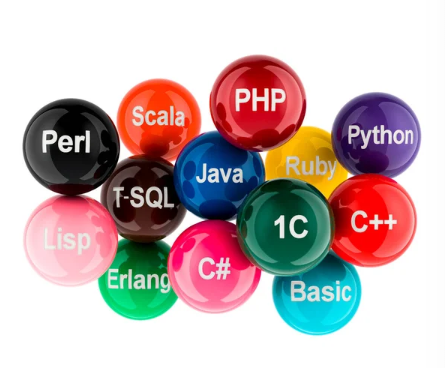 PHP
Scala
Perl
Python
Java
Ruby
T-SQL
1C
C++
Lisp
C#
Erlang
Basic